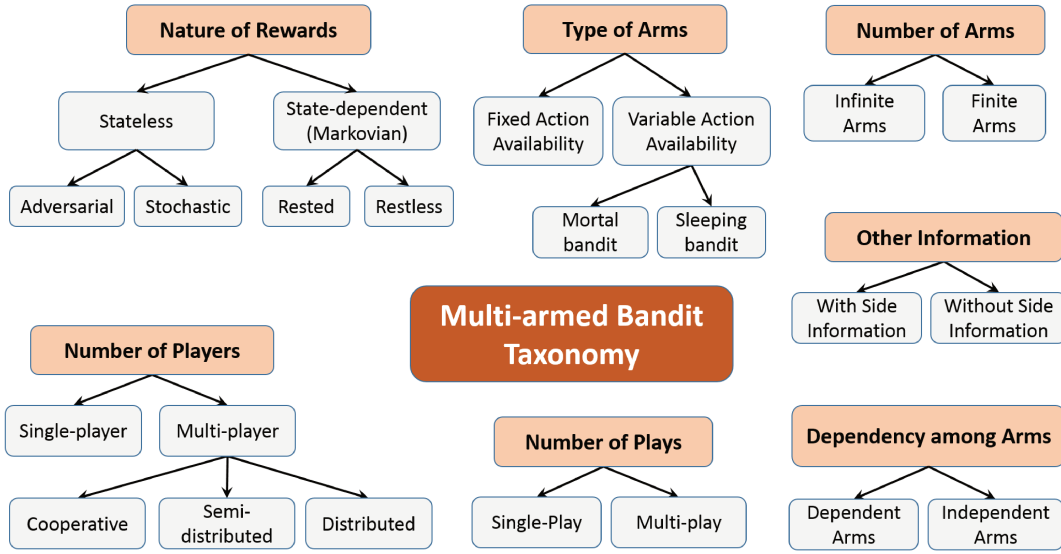 Nature of Rewards
Stateless
State-dependent
(Markovian)
Adversarial
Stochastic
Rested
Restless
Type of Arms
Fixed Action
Availability
Variable Action
Availability
Mortal
bandit
Sleeping
bandit
Number of Arms
Infinite
Arms
Finite
Arms
Other Information
With Side
Information
Without Side
Information
Multi-armed Bandit
Taxonomy
Number of Players
Single-player
Multi-player
Cooperative
Semi-
distributed
Distributed
Number of Plays
Single-Play
Multi-play
Dependency among Arms
Dependent
Arms
Independent
Arms